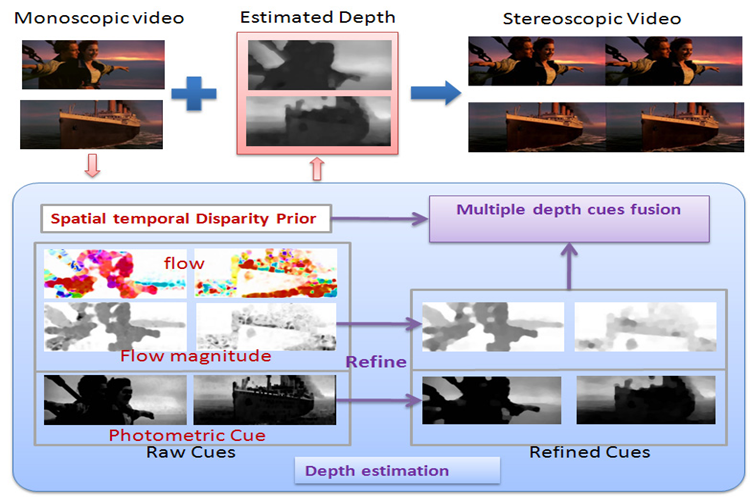 Monoscopic video
Estimated Depth
Stereoscopic Video
Spatial temporal Disparity Prior
Multiple depth cues fusion
flow
Flow magnitude
Refine
Photometric Cue
Raw Cues
Refined Cues
Depth estimation